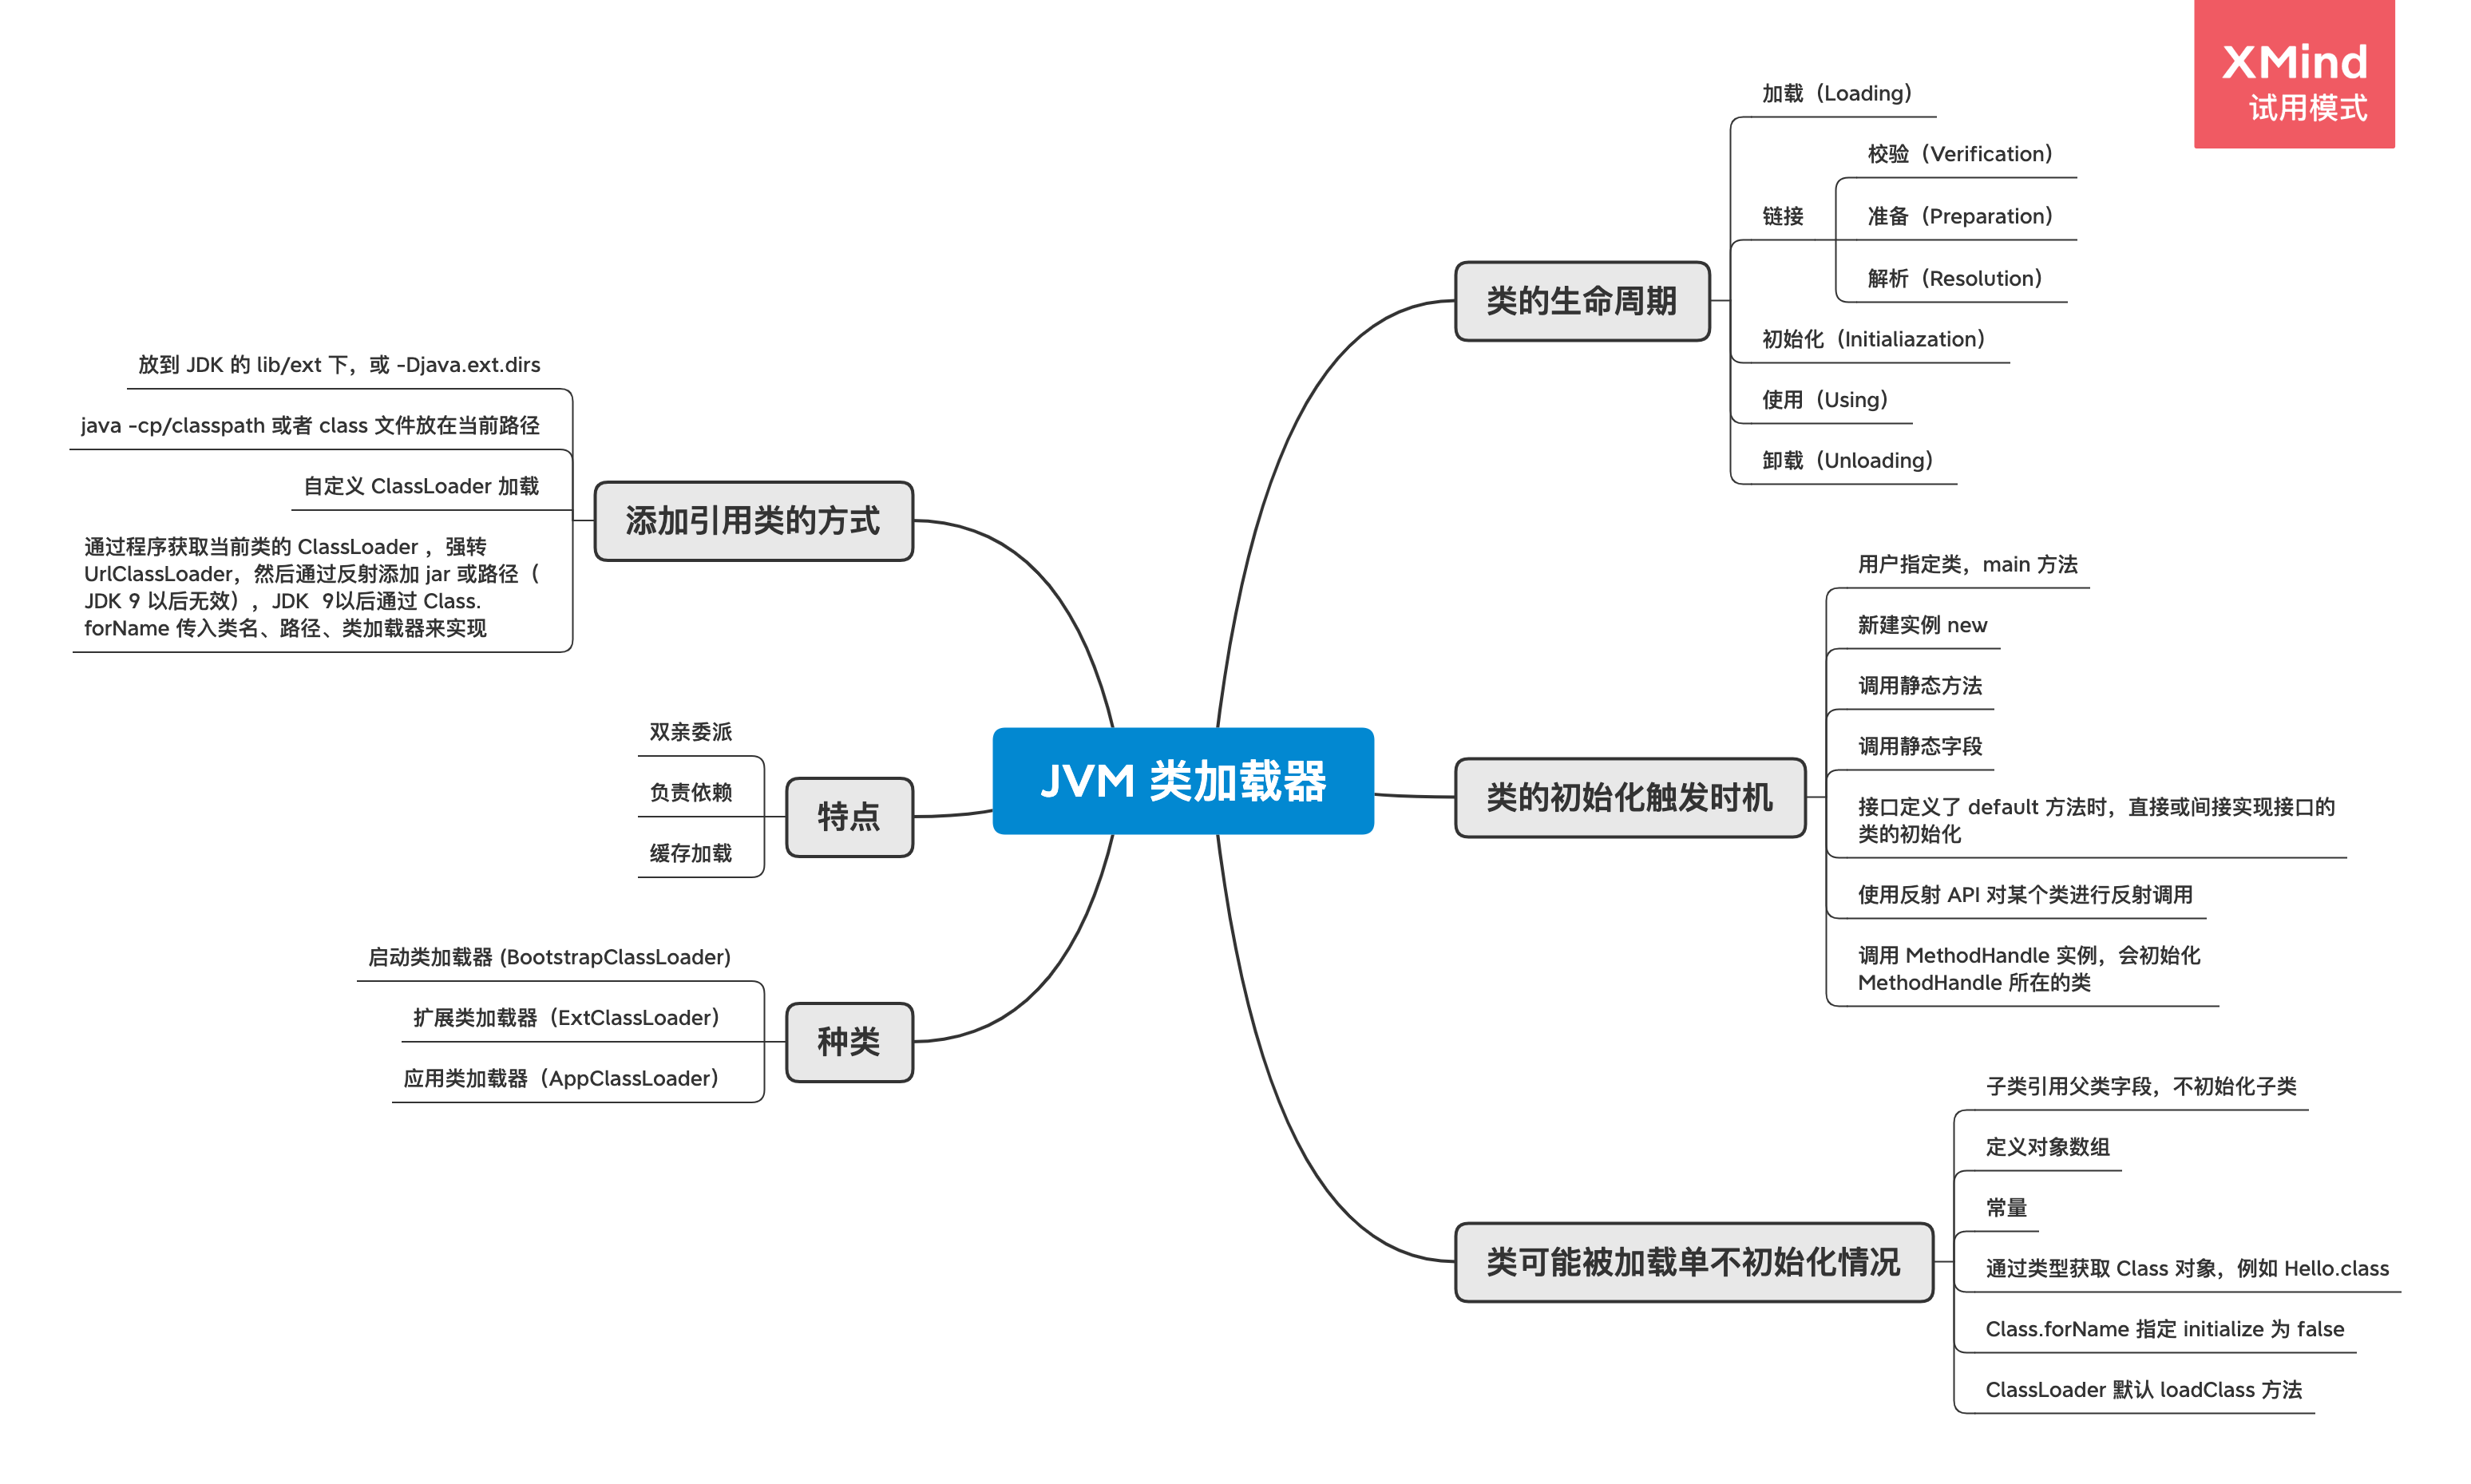 XMind
试用模式
JVM 类加载器
类的生命周期
加载（Loading）
链接
校验（Verification）
准备（Preparation）
解析（Resolution）
初始化（Initialiazation）
使用（Using）
卸载（Unloading）
类的初始化触发时机
用户指定类，main 方法
新建实例 new
调用静态方法
调用静态字段
接口定义了 default 方法时，直接或间接实现接口的
类的初始化
使用反射 API 对某个类进行反射调用
调用 MethodHandle 实例，会初始化
MethodHandle 所在的类
类可能被加载单不初始化情况
子类引用父类字段，不初始化子类
定义对象数组
常量
通过类型获取 Class 对象，例如 Hello.class
Class.forName 指定 initialize 为 false
ClassLoader 默认 loadClass 方法
添加引用类的方式
放到 JDK 的 lib/ext 下，或 -Djava.ext.dirs
java -cp/classpath 或者 class 文件放在当前路径
自定义 ClassLoader 加载
通过程序获取当前类的 ClassLoader ，强转
UrlClassLoader，然后通过反射添加 jar 或路径（
JDK 9 以后无效），JDK  9以后通过 Class.
forName 传入类名、路径、类加载器来实现
特点
双亲委派
负责依赖
缓存加载
种类
启动类加载器 (BootstrapClassLoader)
扩展类加载器（ExtClassLoader）
应用类加载器（AppClassLoader）